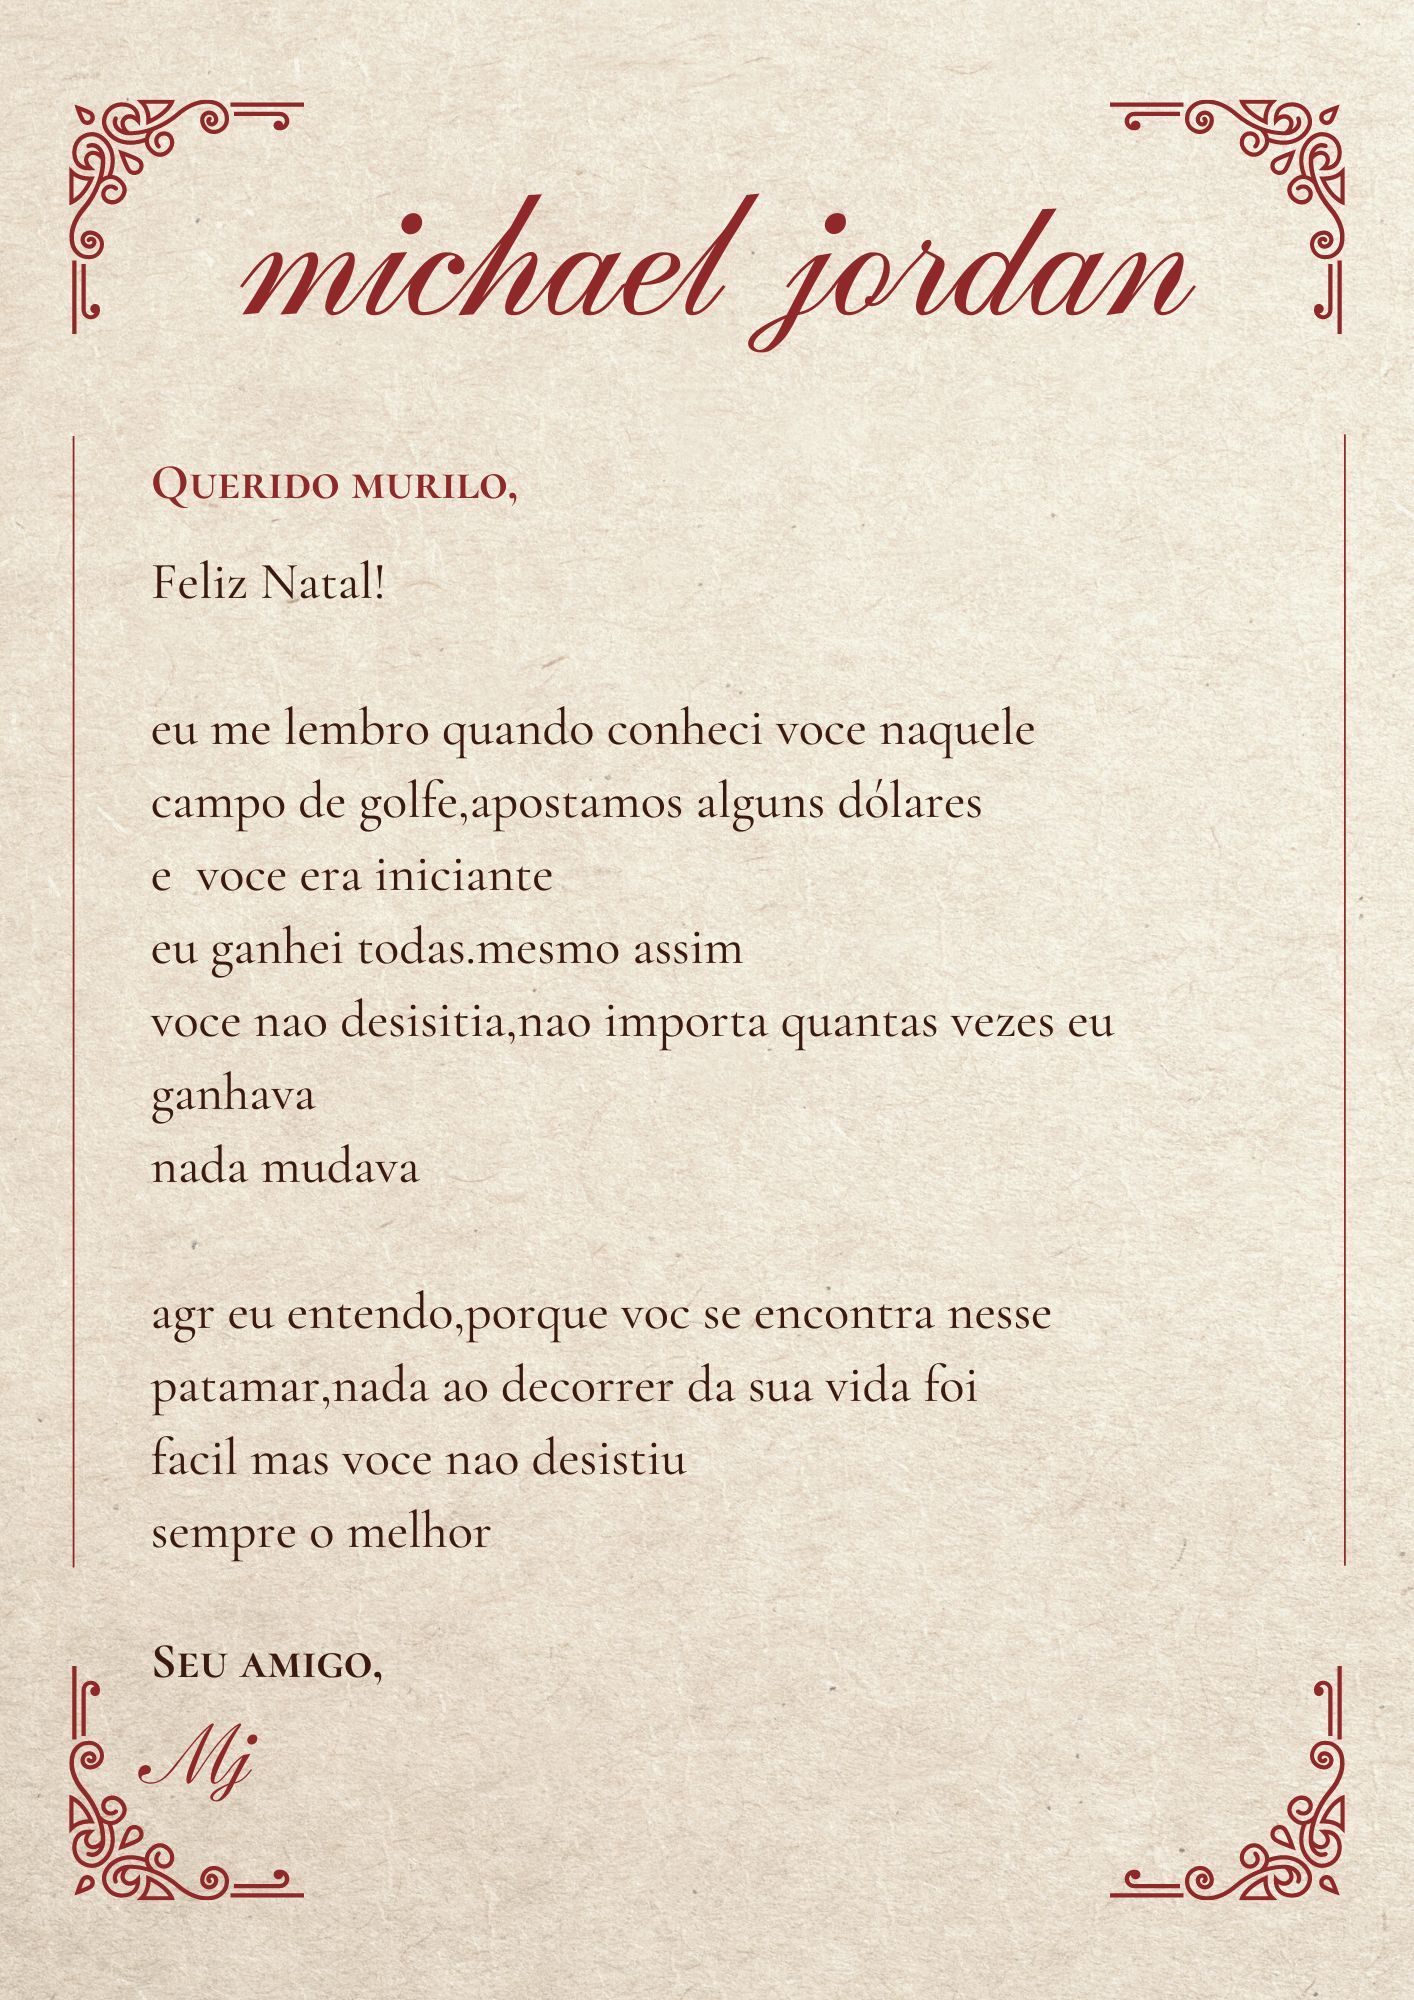 michael jordan
Querido murilo,
Feliz Natal!
eu me lembro quando conheci voce naquele
campo de golfe,apostamos alguns dólares
e  voce era iniciante
eu ganhei todas.mesmo assim
voce nao desisitia,nao importa quantas vezes eu
ganhava
nada mudava
agr eu entendo,porque voc se encontra nesse
patamar,nada ao decorrer da sua vida foi
facil mas voce nao desistiu
sempre o melhor
Seu amigo,
Mj